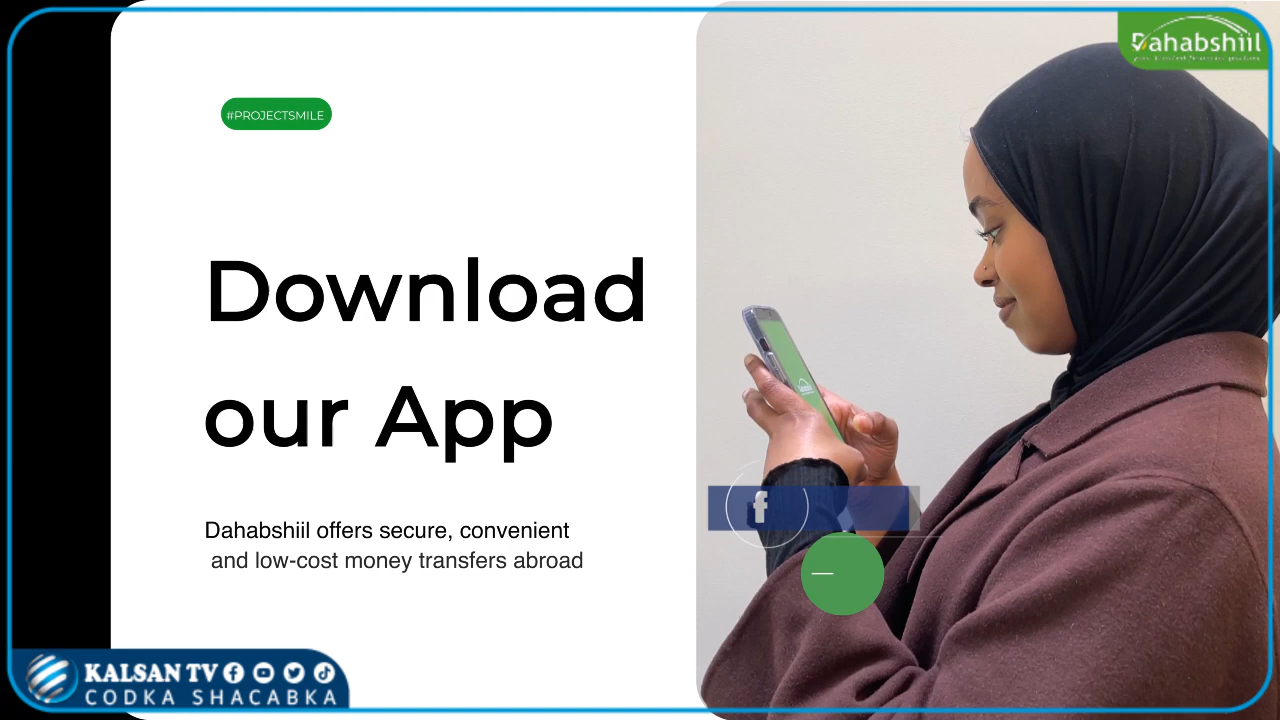 #PROJECTSMILE
Dahabshiil
Download
our App
Dahabshiil offers secure, convenient
and low-cost money transfers abroad
f
KALSAN TV
CODKA SHACABKA